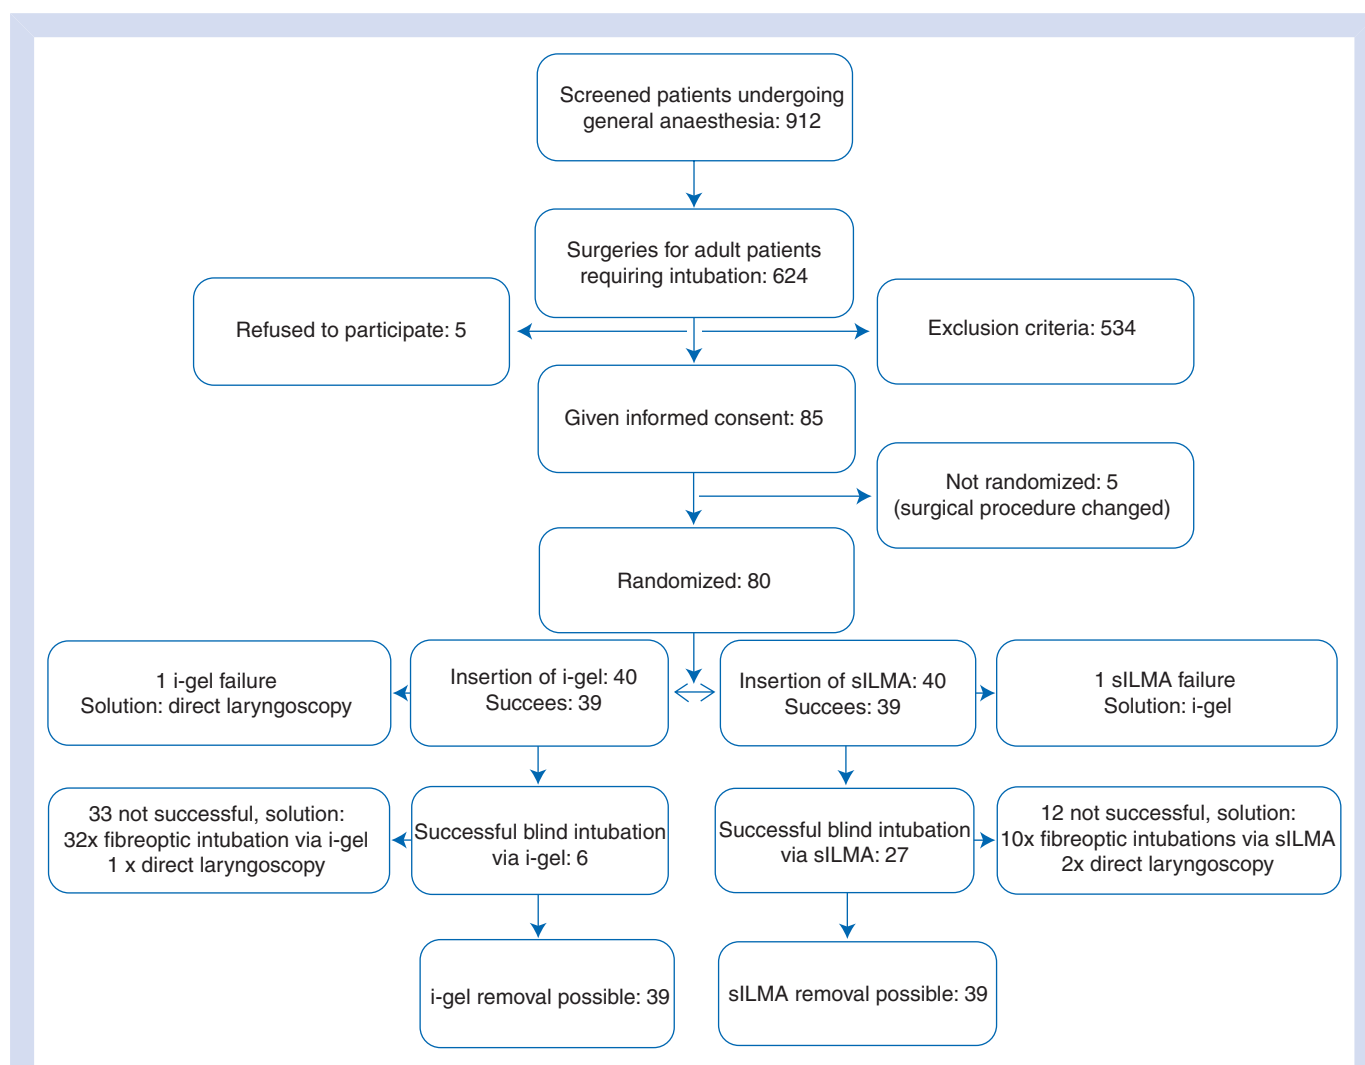 Screened patients undergoing
general anaesthesia: 912
Surgeries for adult patients
requiring intubation: 624
Refused to participate: 5
Exclusion criteria: 534
Given informed consent: 85
Not randomized: 5
(surgical procedure changed)
Randomized: 80
1 i-gel failure
Solution: direct laryngoscopy
Insertion of i-gel: 40
Succees: 39
Insertion of sILMA: 40
Succees: 39
1 sILMA failure
Solution: i-gel
33 not successful, solution:
32x fibreoptic intubation via i-gel
1 x direct laryngoscopy
Successful blind intubation
via i-gel: 6
Successful blind intubation
via sILMA: 27
12 not successful, solution:
10x fibreoptic intubations via sILMA
2x direct laryngoscopy
i-gel removal possible: 39
sILMA removal possible: 39